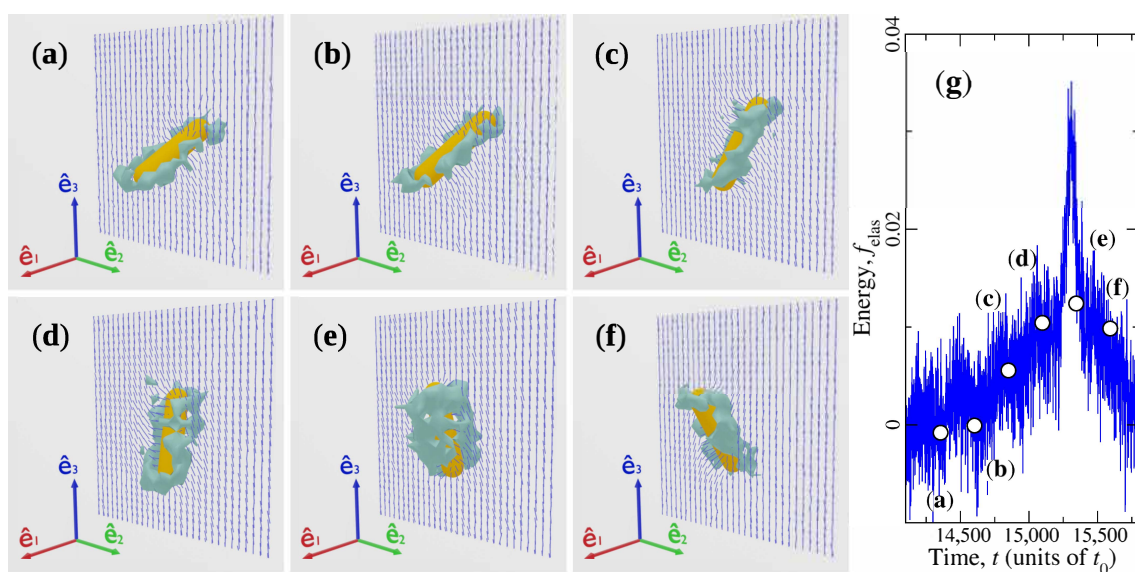 (a)
ê1
ê2
ê3
(b)
ê1
ê2
ê3
(c)
ê1
ê2
ê3
(d)
ê1
ê2
ê3
(e)
ê1
ê2
ê3
(f)
ê1
ê2
ê3
(g)
0.04
0.02
0
Energy, f_elas
(a)
(b)
(c)
(d)
(e)
(f)
14,500 15,000 15,500
Time, t (units of t0)